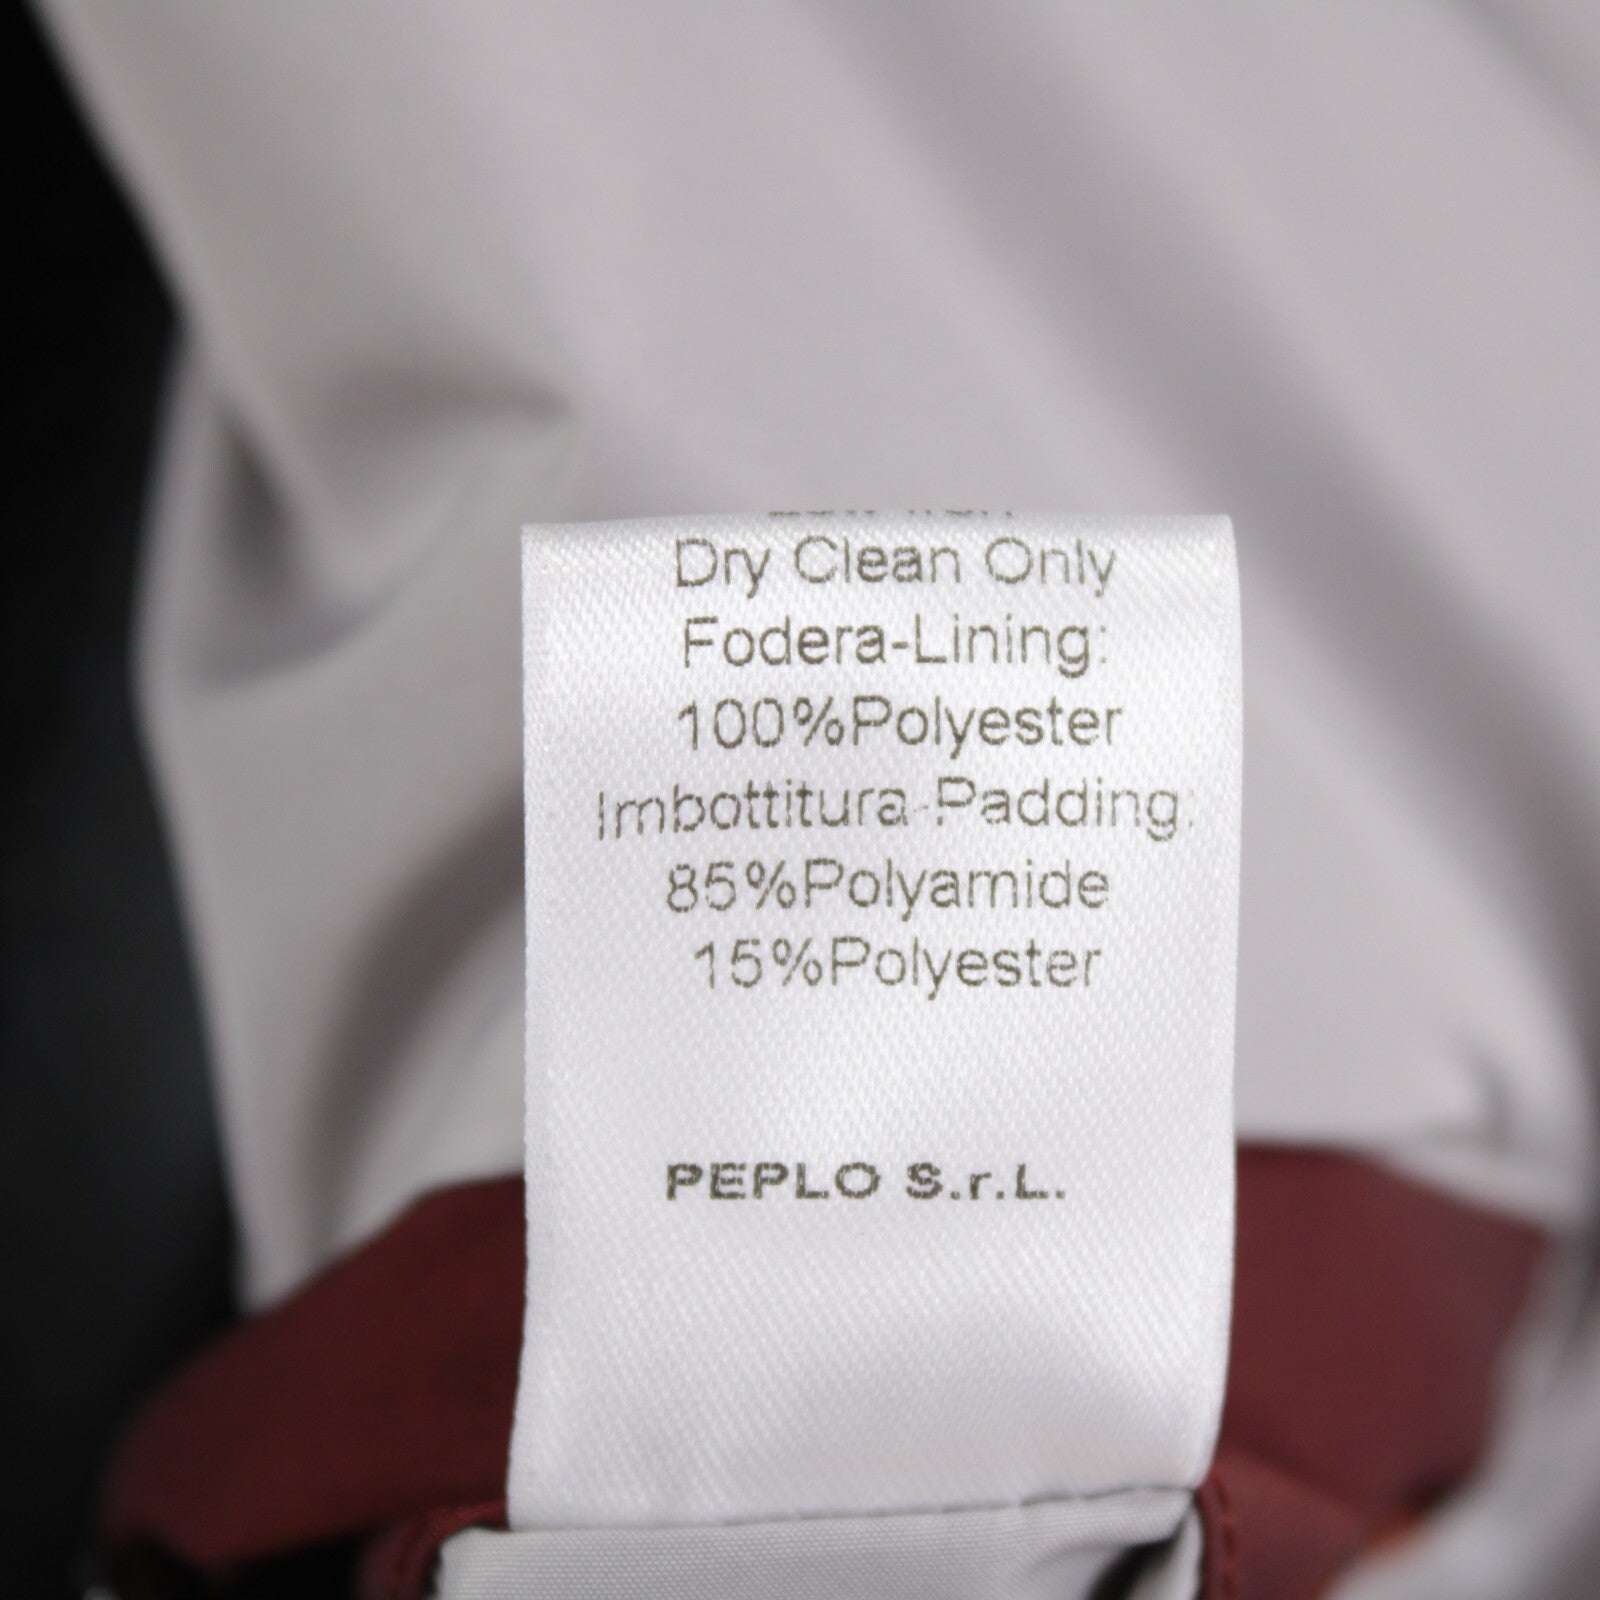 Dry Clean Only
Fodera-Lining:
100%Polyester
Imbottitura-Padding:
85%Polyamide
15%Polyester
PEPLO S.r.L.